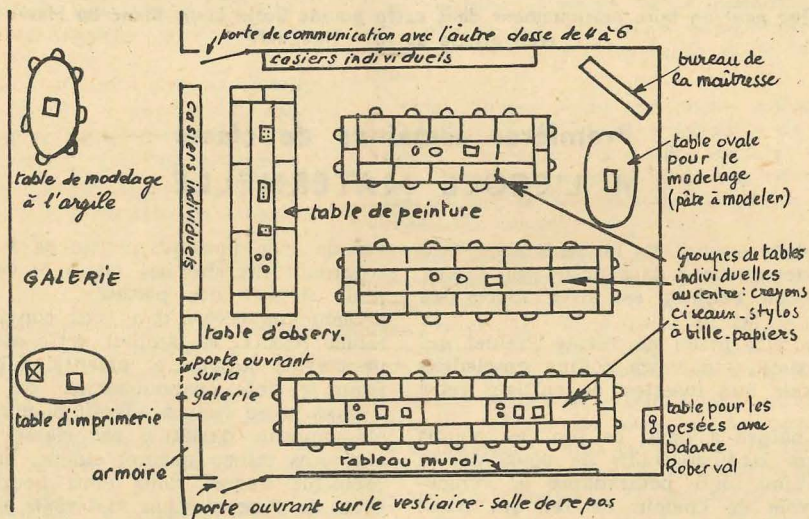 porte de communication avec l'autre classe de 4 à 6
casiers individuels
bureau de
la maîtresse
casiers individuels
table ovale
pour le
modelage
(pâte à modeler)
table de modelage
à l'argile
table de peinture
GALERIE
Groupes de tables
individuelles
au centre: crayons
ciseaux - stylos
à bille - papiers
table d'observ.
porte ouvrant
sur la
galerie
table d'imprimerie
table pour les
pesées avec
balance
Roberval
armoire
tableau mural
porte ouvrant sur le vestiaire - salle de repos